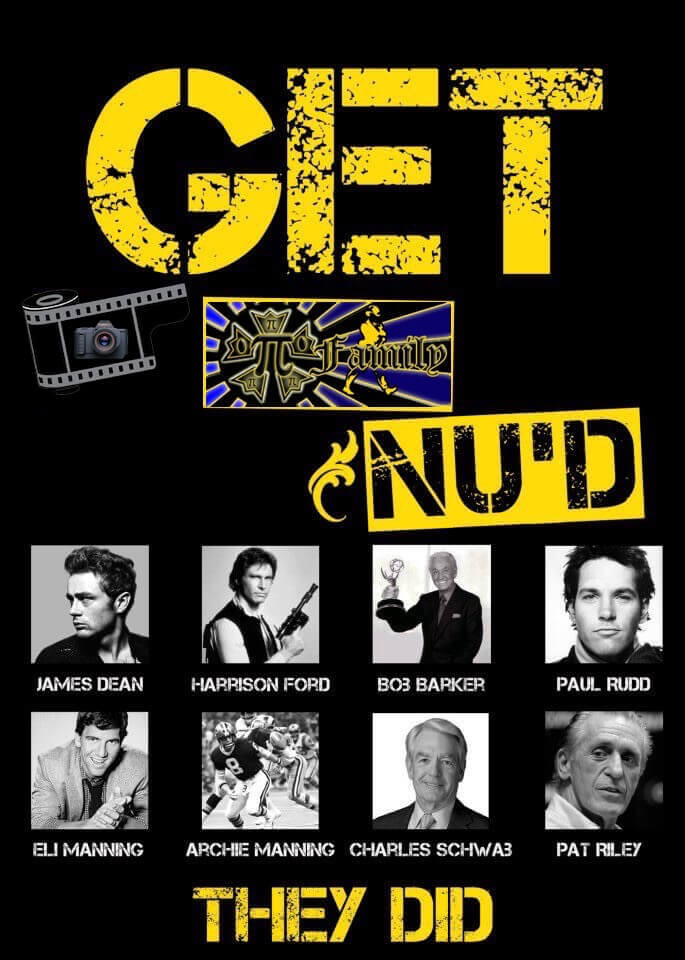 GET
Family
NU'D
JAMES DEAN HARRISON FORD BOB BARKER PAUL RUDD
8
ELI MANNING ARCHIE MANNING CHARLES SCHWAB PAT RILEY
THEY DID